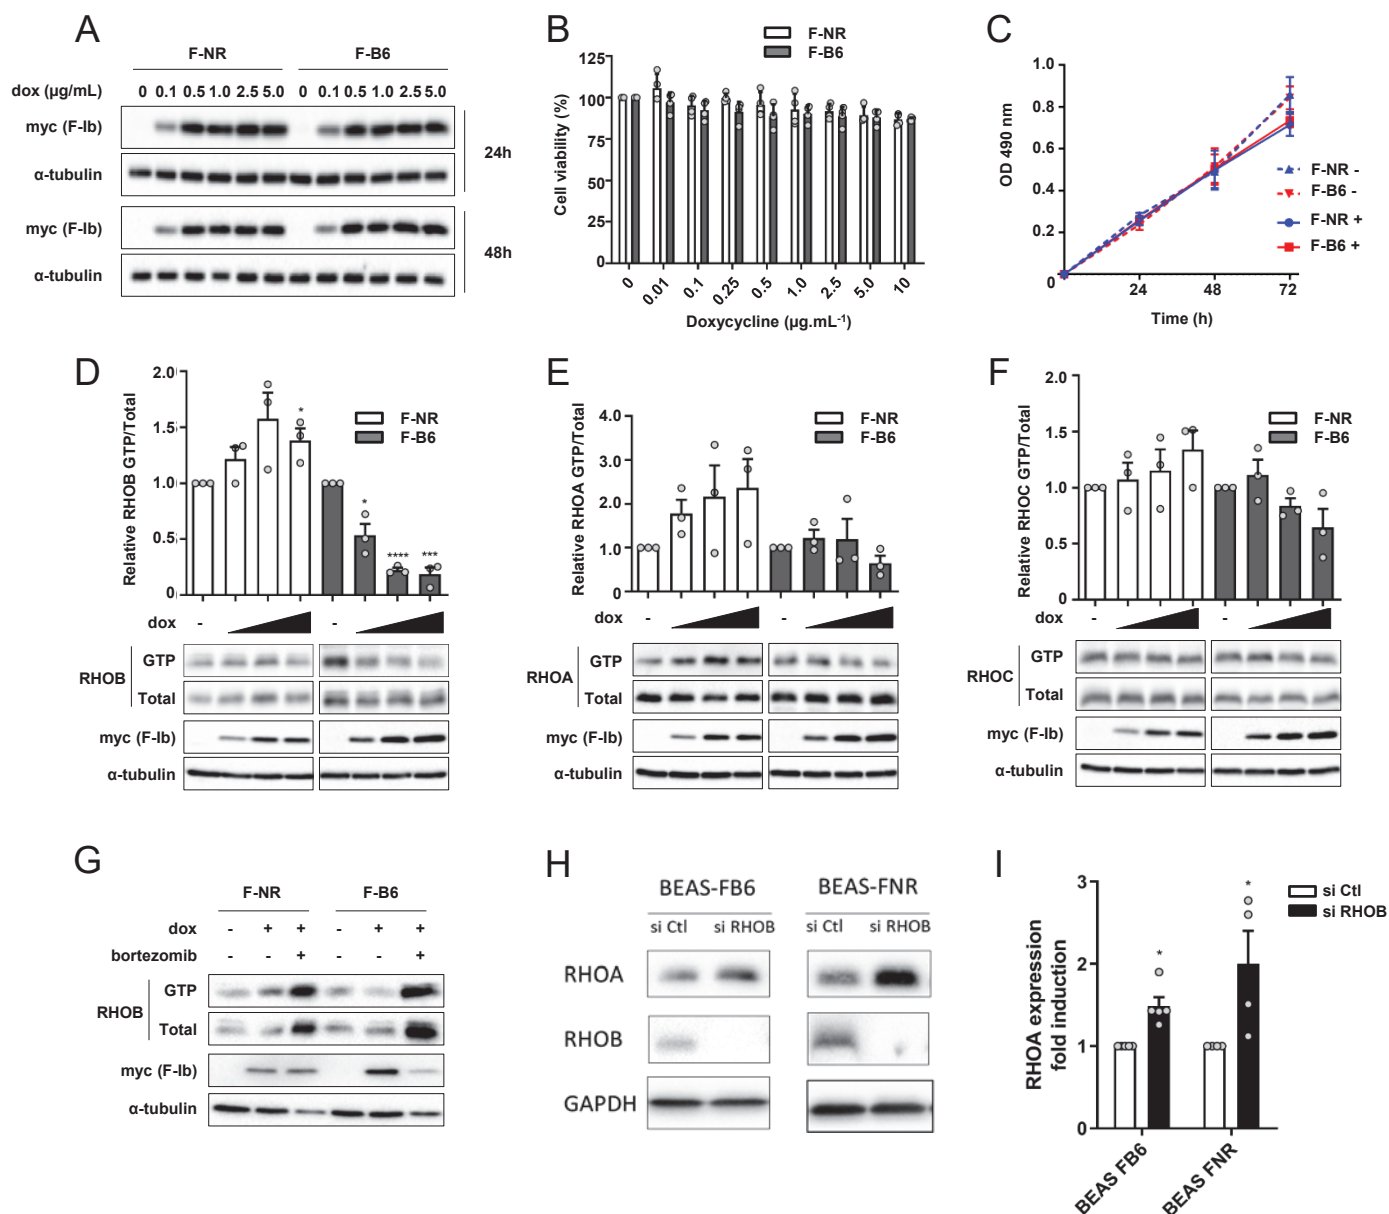 A
F-NR F-B6
dox (µg/mL) 0 0.1 0.5 1.0 2.5 5.0 0 0.1 0.5 1.0 2.5 5.0
myc (F-Ib)
α-tubulin
24h
myc (F-Ib)
α-tubulin
48h
B
F-NR
F-B6
Cell viability (%)
125
100
75
50
25
0
0 0.01 0.1 0.25 0.5 1.0 2.5 5.0 10
Doxycycline (µg.mL-1)
C
OD 490 nm
1.0
0.8
0.6
0.4
0.2
0
24 48 72
Time (h)
F-NR -
F-B6 -
F-NR +
F-B6 +
D
Relative RHOB GTP/Total
2.0
1.5
1.0
0.5
0
F-NR
F-B6
* * **** ***
dox -  -
RHOB
GTP
Total
myc (F-Ib)
α-tubulin
E
Relative RHOA GTP/Total
4.0
3.0
2.0
1.0
0
F-NR
F-B6
dox -  -
RHOA
GTP
Total
myc (F-Ib)
α-tubulin
F
Relative RHOC GTP/Total
2.0
1.5
1.0
0.5
0
F-NR
F-B6
dox -  -
RHOC
GTP
Total
myc (F-Ib)
α-tubulin
G
F-NR F-B6
dox - + + - + +
bortezomib - - + - - +
RHOB
GTP
Total
myc (F-Ib)
α-tubulin
H
BEAS-FB6 BEAS-FNR
si Ctl si RHOB si Ctl si RHOB
RHOA
RHOB
GAPDH
I
RHOA expression
fold induction
3
2
1
0
* *
si Ctl
si RHOB
BEAS FB6 BEAS FNR